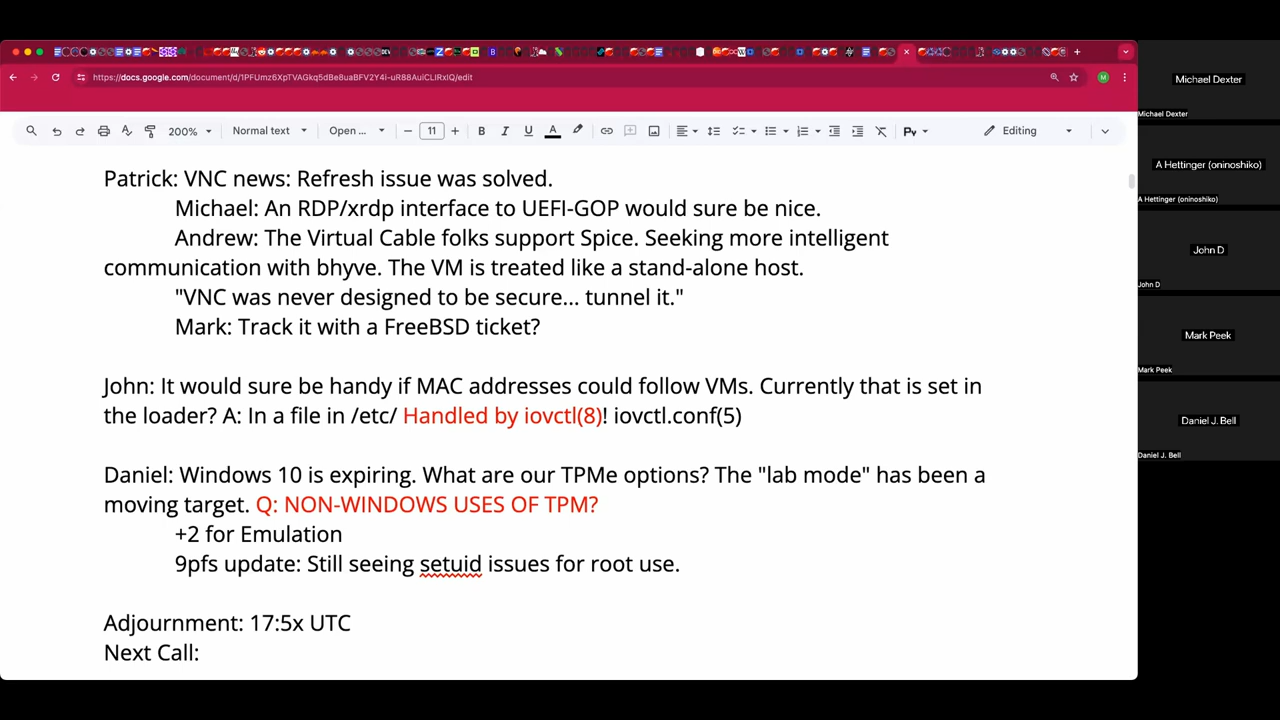 https://docs.google.com/document/d/1PFUmz6XpTVAGkq5dBe8uaBFV2Y4i-uR88AuiCLIRxIQ/edit
M
200%
Normal text
Open ...
11
B
I
U
A
Editing
Patrick: VNC news: Refresh issue was solved.
Michael: An RDP/xrdp interface to UEFI-GOP would sure be nice.
Andrew: The Virtual Cable folks support Spice. Seeking more intelligent
communication with bhyve. The VM is treated like a stand-alone host.
"VNC was never designed to be secure... tunnel it."
Mark: Track it with a FreeBSD ticket?
John: It would sure be handy if MAC addresses could follow VMs. Currently that is set in
the loader? A: In a file in /etc/ Handled by iovctl(8)! iovctl.conf(5)
Daniel: Windows 10 is expiring. What are our TPMe options? The "lab mode" has been a
moving target. Q: NON-WINDOWS USES OF TPM?
+2 for Emulation
9pfs update: Still seeing setuid issues for root use.
Adjournment: 17:5x UTC
Next Call:
Michael Dexter
Michael Dexter
A Hettinger (oninoshiko)
A Hettinger (oninoshiko)
John D
John D
Mark Peek
Mark Peek
Daniel J. Bell
Daniel J. Bell